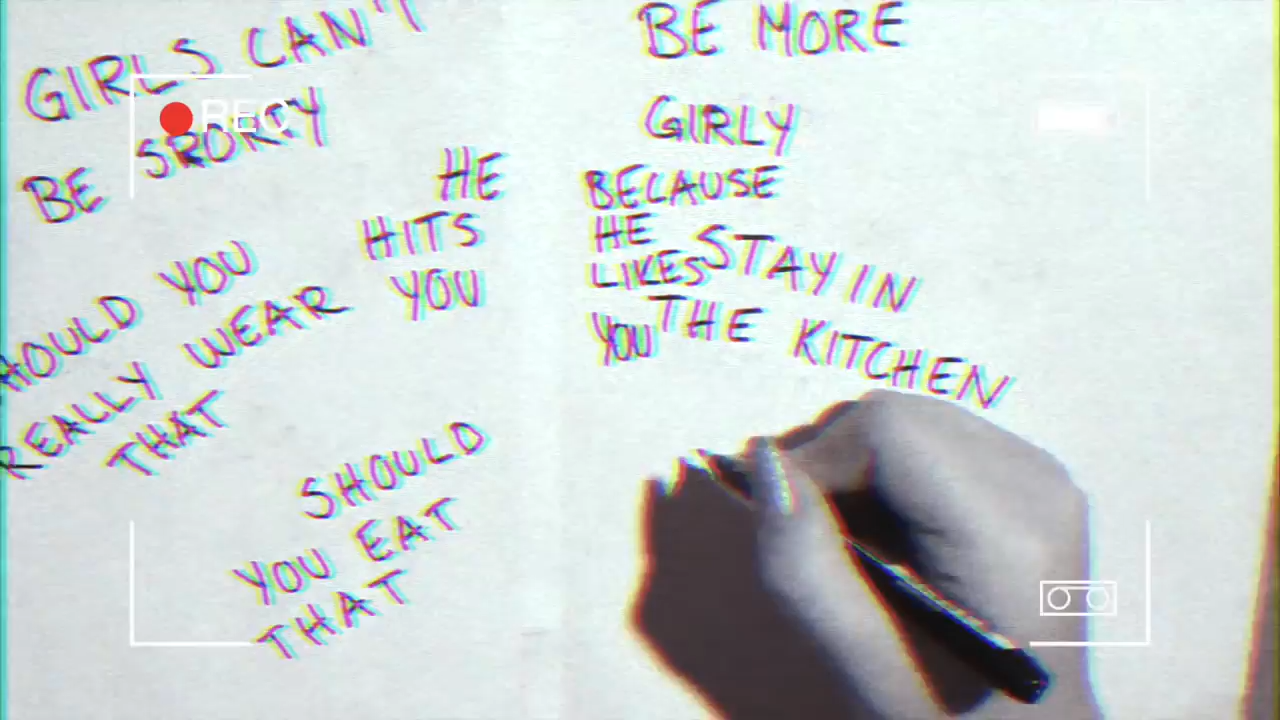 GIRLS CAN'T
BE SPORTY
REC
SHOULD YOU
REALLY WEAR
THAT
HE
HITS
YOU
SHOULD
YOU EAT
THAT
BE MORE
GIRLY
BECAUSE
HE
LIKES
YOU
STAY IN
THE KITCHEN